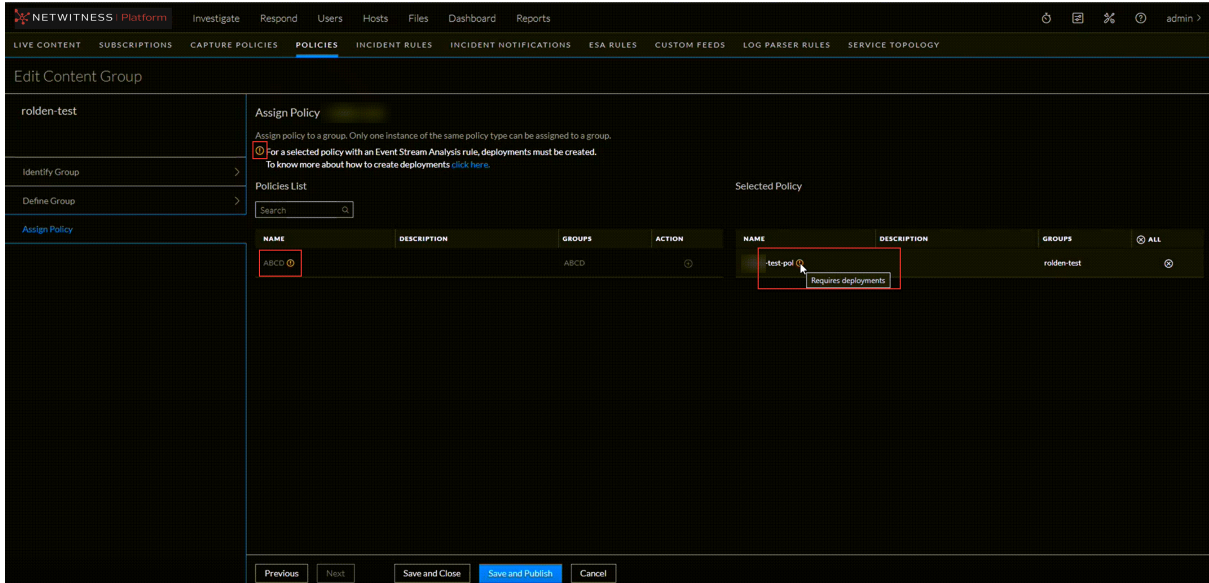 NETWITNESS | Platform Investigate Respond Users Hosts Files Dashboard Reports admin >
LIVE CONTENT SUBSCRIPTIONS CAPTURE POLICIES POLICIES INCIDENT RULES INCIDENT NOTIFICATIONS ESA RULES CUSTOM FEEDS LOG PARSER RULES SERVICE TOPOLOGY
Edit Content Group
rolden-test
Identify Group
Define Group
Assign Policy
Assign Policy
Assign policy to a group. Only one instance of the same policy type can be assigned to a group.
For a selected policy with an Event Stream Analysis rule, deployments must be created.
To know more about how to create deployments click here.
Policies List
Search
NAME DESCRIPTION GROUPS ACTION
ABCD ABCD
Selected Policy
NAME DESCRIPTION GROUPS ALL
-test-pol rolden-test
Requires deployments
Previous Next Save and Close Save and Publish Cancel